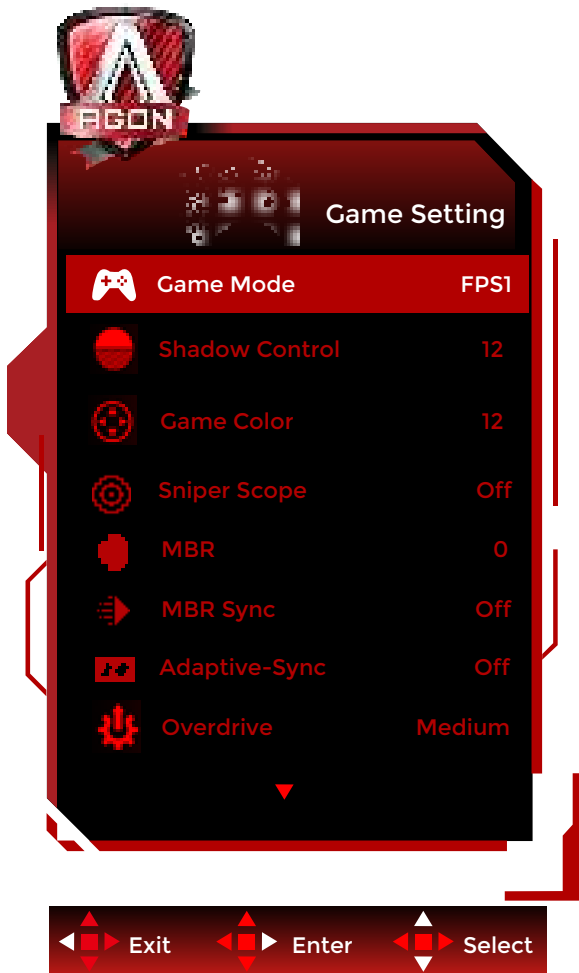 AGON
Game Setting
Game Mode FPS1
Shadow Control 12
Game Color 12
Sniper Scope Off
MBR 0
MBR Sync Off
Adaptive-Sync Off
Overdrive Medium
Exit Enter Select